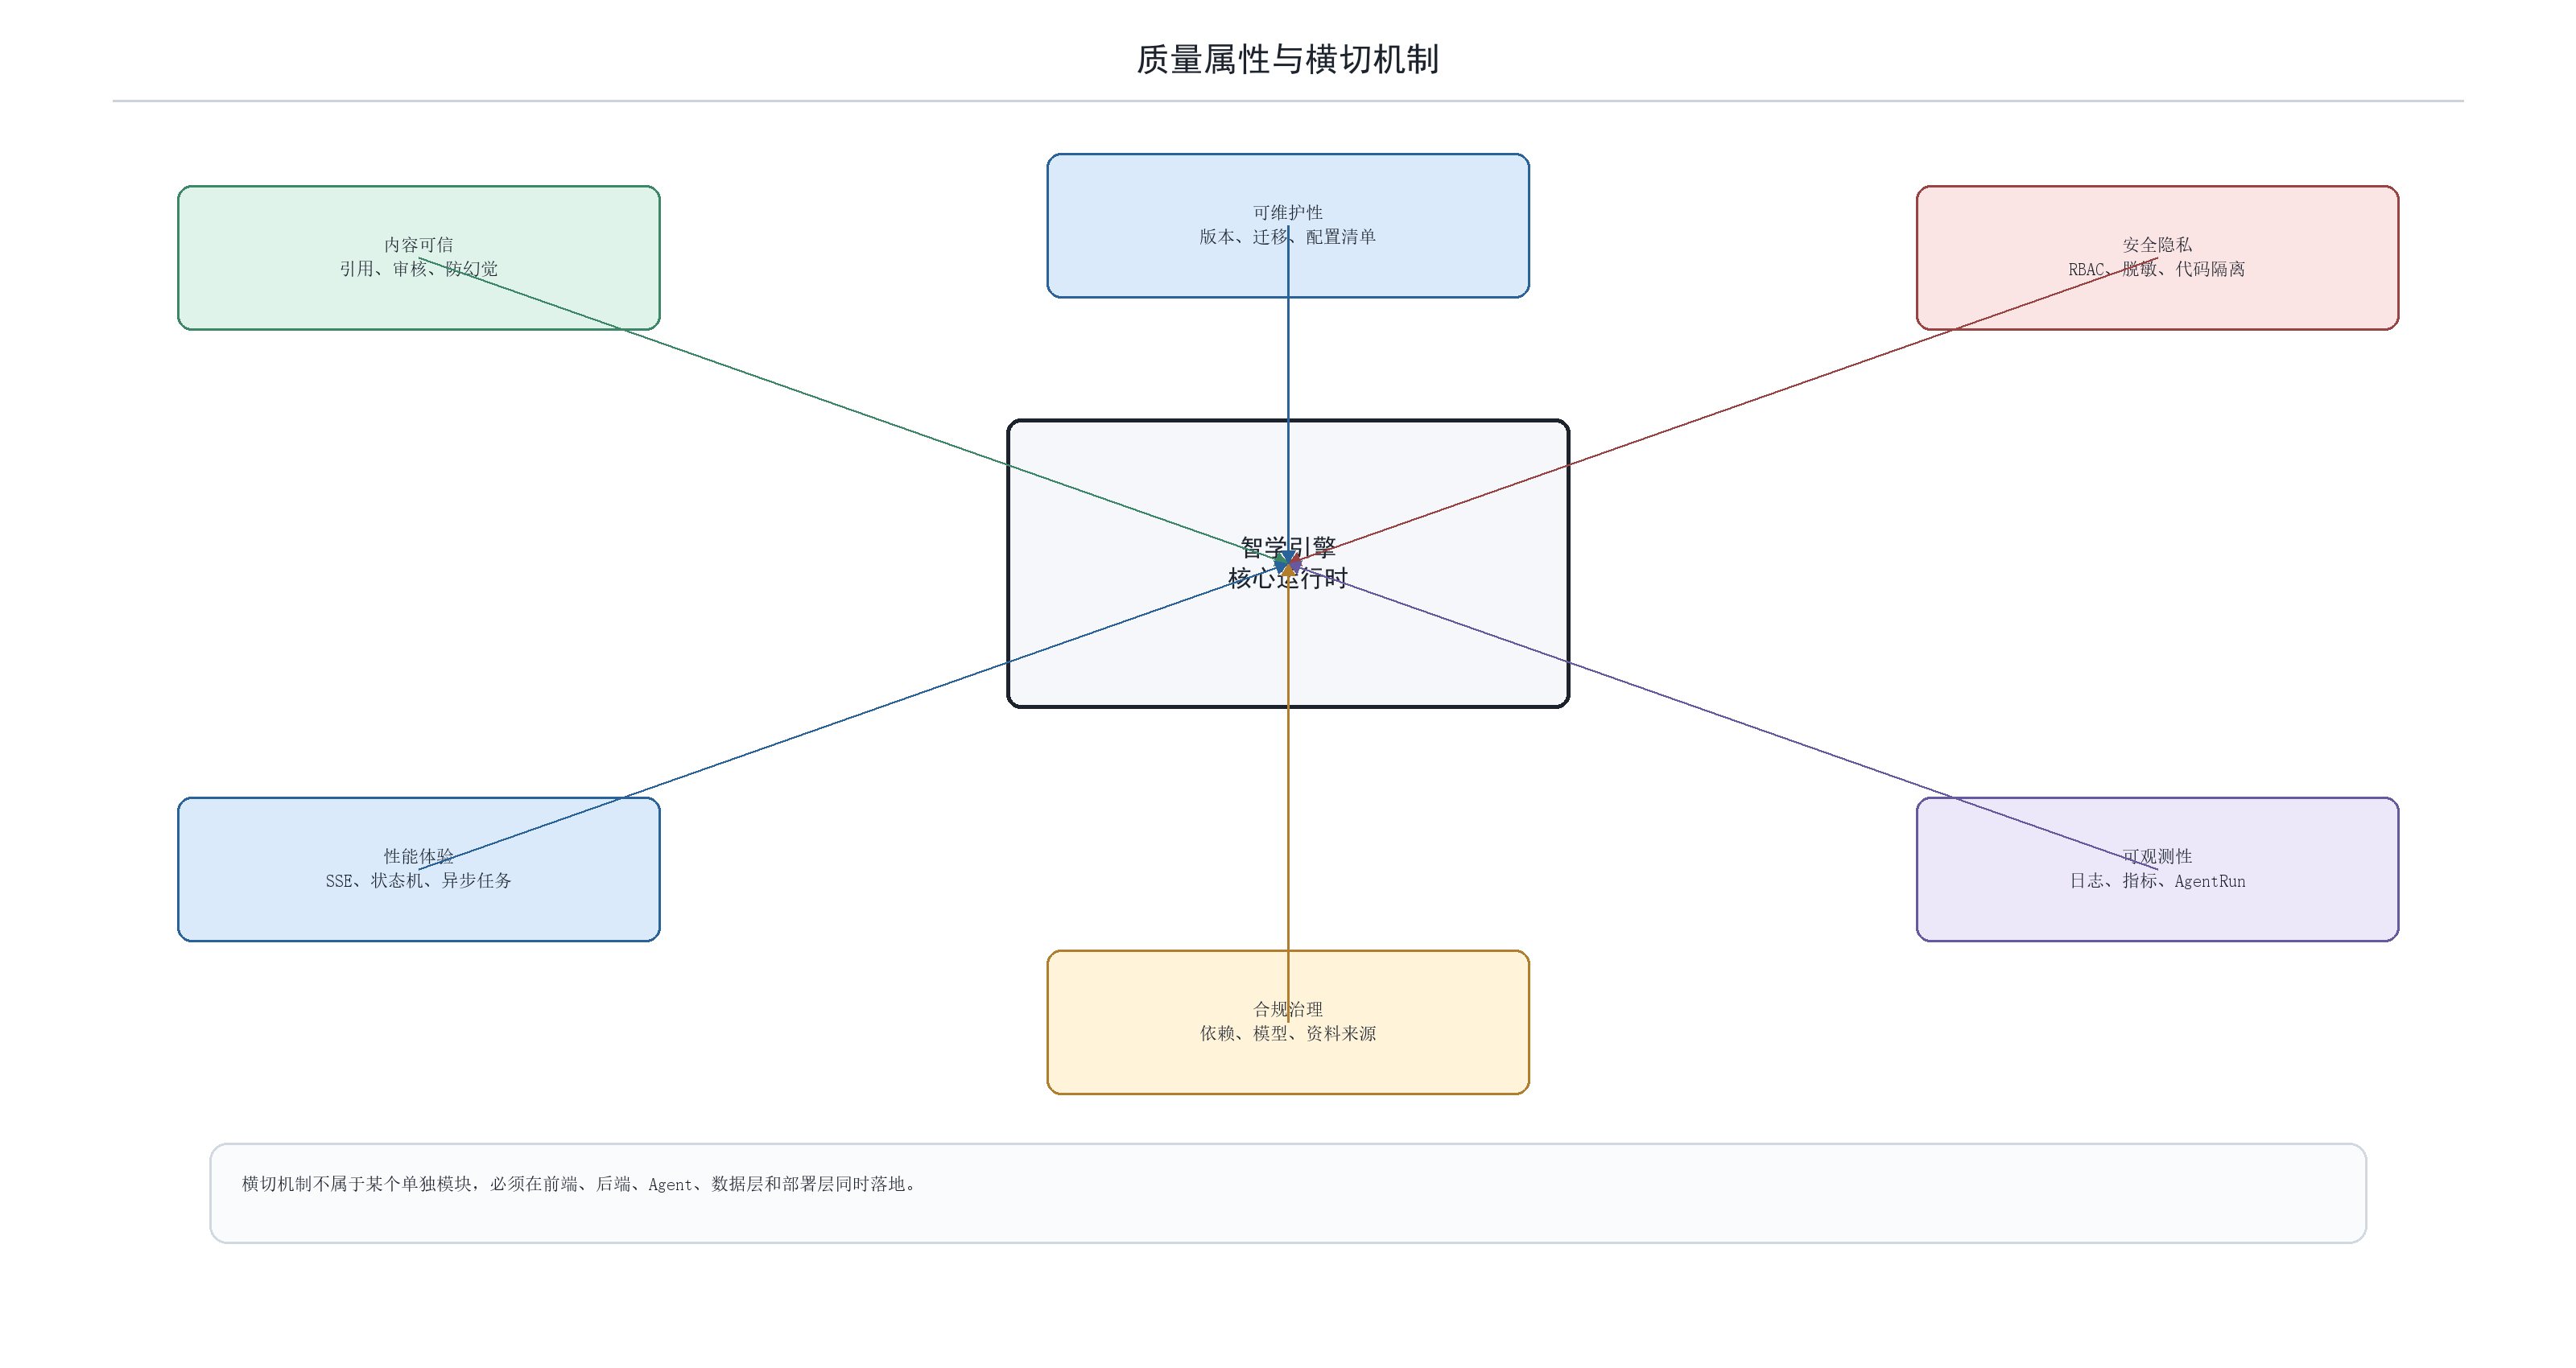 质量属性与横切机制
内容可信
引用、审核、防幻觉
可维护性
版本、迁移、配置清单
安全隐私
RBAC、脱敏、代码隔离
智学引擎
核心运行时
性能体验
SSE、状态机、异步任务
可观测性
日志、指标、AgentRun
合规治理
依赖、模型、资料来源
横切机制不属于某个单独模块，必须在前端、后端、Agent、数据层和部署层同时落地。